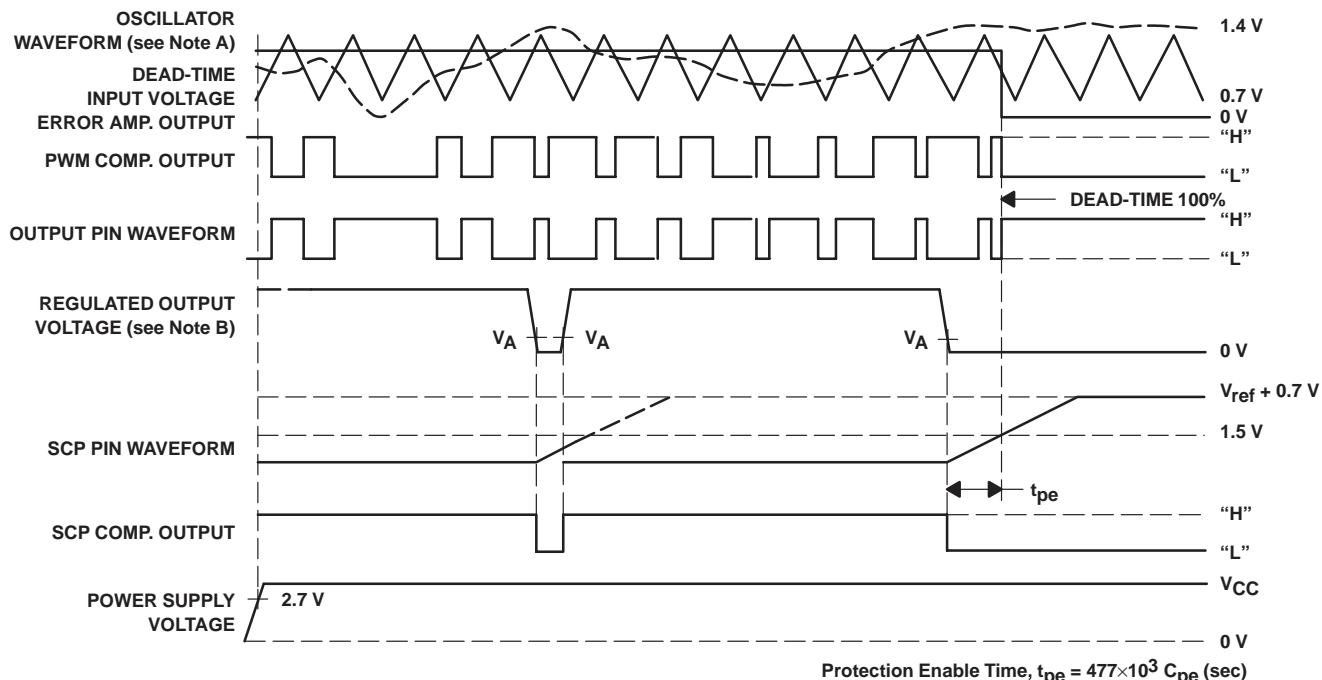 OSCILLATOR
WAVEFORM (see Note A)
1.4 V
DEAD-TIME
INPUT VOLTAGE
0.7 V
ERROR AMP. OUTPUT
0 V
PWM COMP. OUTPUT
“H”
“L”
DEAD-TIME 100%
OUTPUT PIN WAVEFORM
“H”
“L”
REGULATED OUTPUT
VOLTAGE (see Note B)
VA
VA
VA
0 V
Vref + 0.7 V
1.5 V
SCP PIN WAVEFORM
tpe
SCP COMP. OUTPUT
“H”
“L”
POWER SUPPLY
VOLTAGE
2.7 V
VCC
0 V
Protection Enable Time, tpe = 477×10³ Cpe (sec)